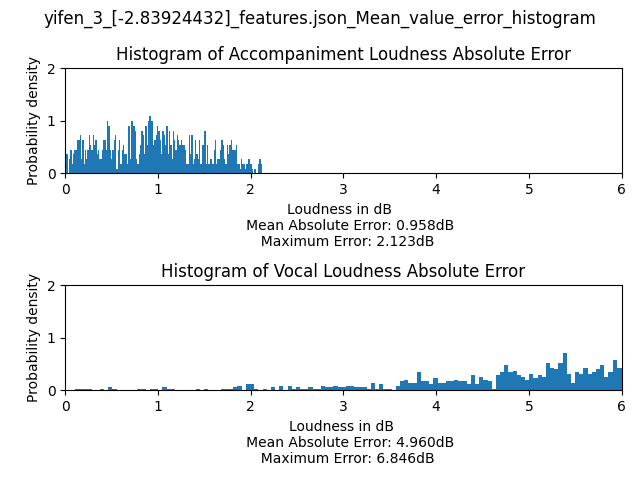 yifen_3_[-2.83924432]_features.json_Mean_value_error_histogram
Histogram of Accompaniment Loudness Absolute Error
Probability density
2
1
0
0 1 2 3 4 5 6
Loudness in dB
Mean Absolute Error: 0.958dB
Maximum Error: 2.123dB
Histogram of Vocal Loudness Absolute Error
Probability density
2
1
0
0 1 2 3 4 5 6
Loudness in dB
Mean Absolute Error: 4.960dB
Maximum Error: 6.846dB